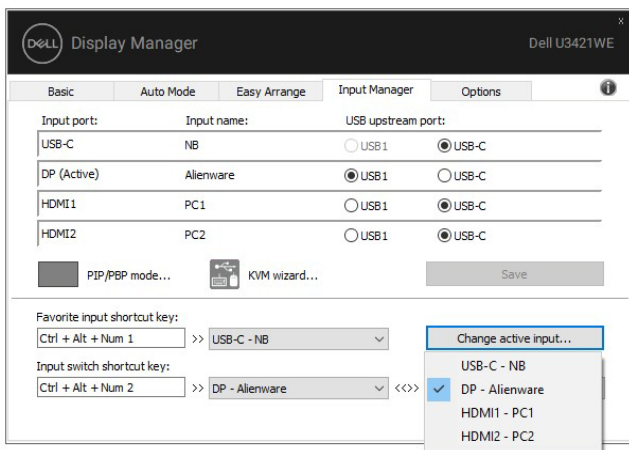 DELL Display Manager Dell U3421WE
x
Basic Auto Mode Easy Arrange Input Manager Options
Input port: Input name: USB upstream port:
USB-C NB USB1 USB-C
DP (Active) Alienware USB1 USB-C
HDMI1 PC1 USB1 USB-C
HDMI2 PC2 USB1 USB-C
PIP/PBP mode... KVM wizard... Save
Favorite input shortcut key:
Ctrl + Alt + Num 1 >> USB-C - NB Change active input...
Input switch shortcut key:
Ctrl + Alt + Num 2 >> DP - Alienware <<>>
USB-C - NB
DP - Alienware
HDMI1 - PC1
HDMI2 - PC2